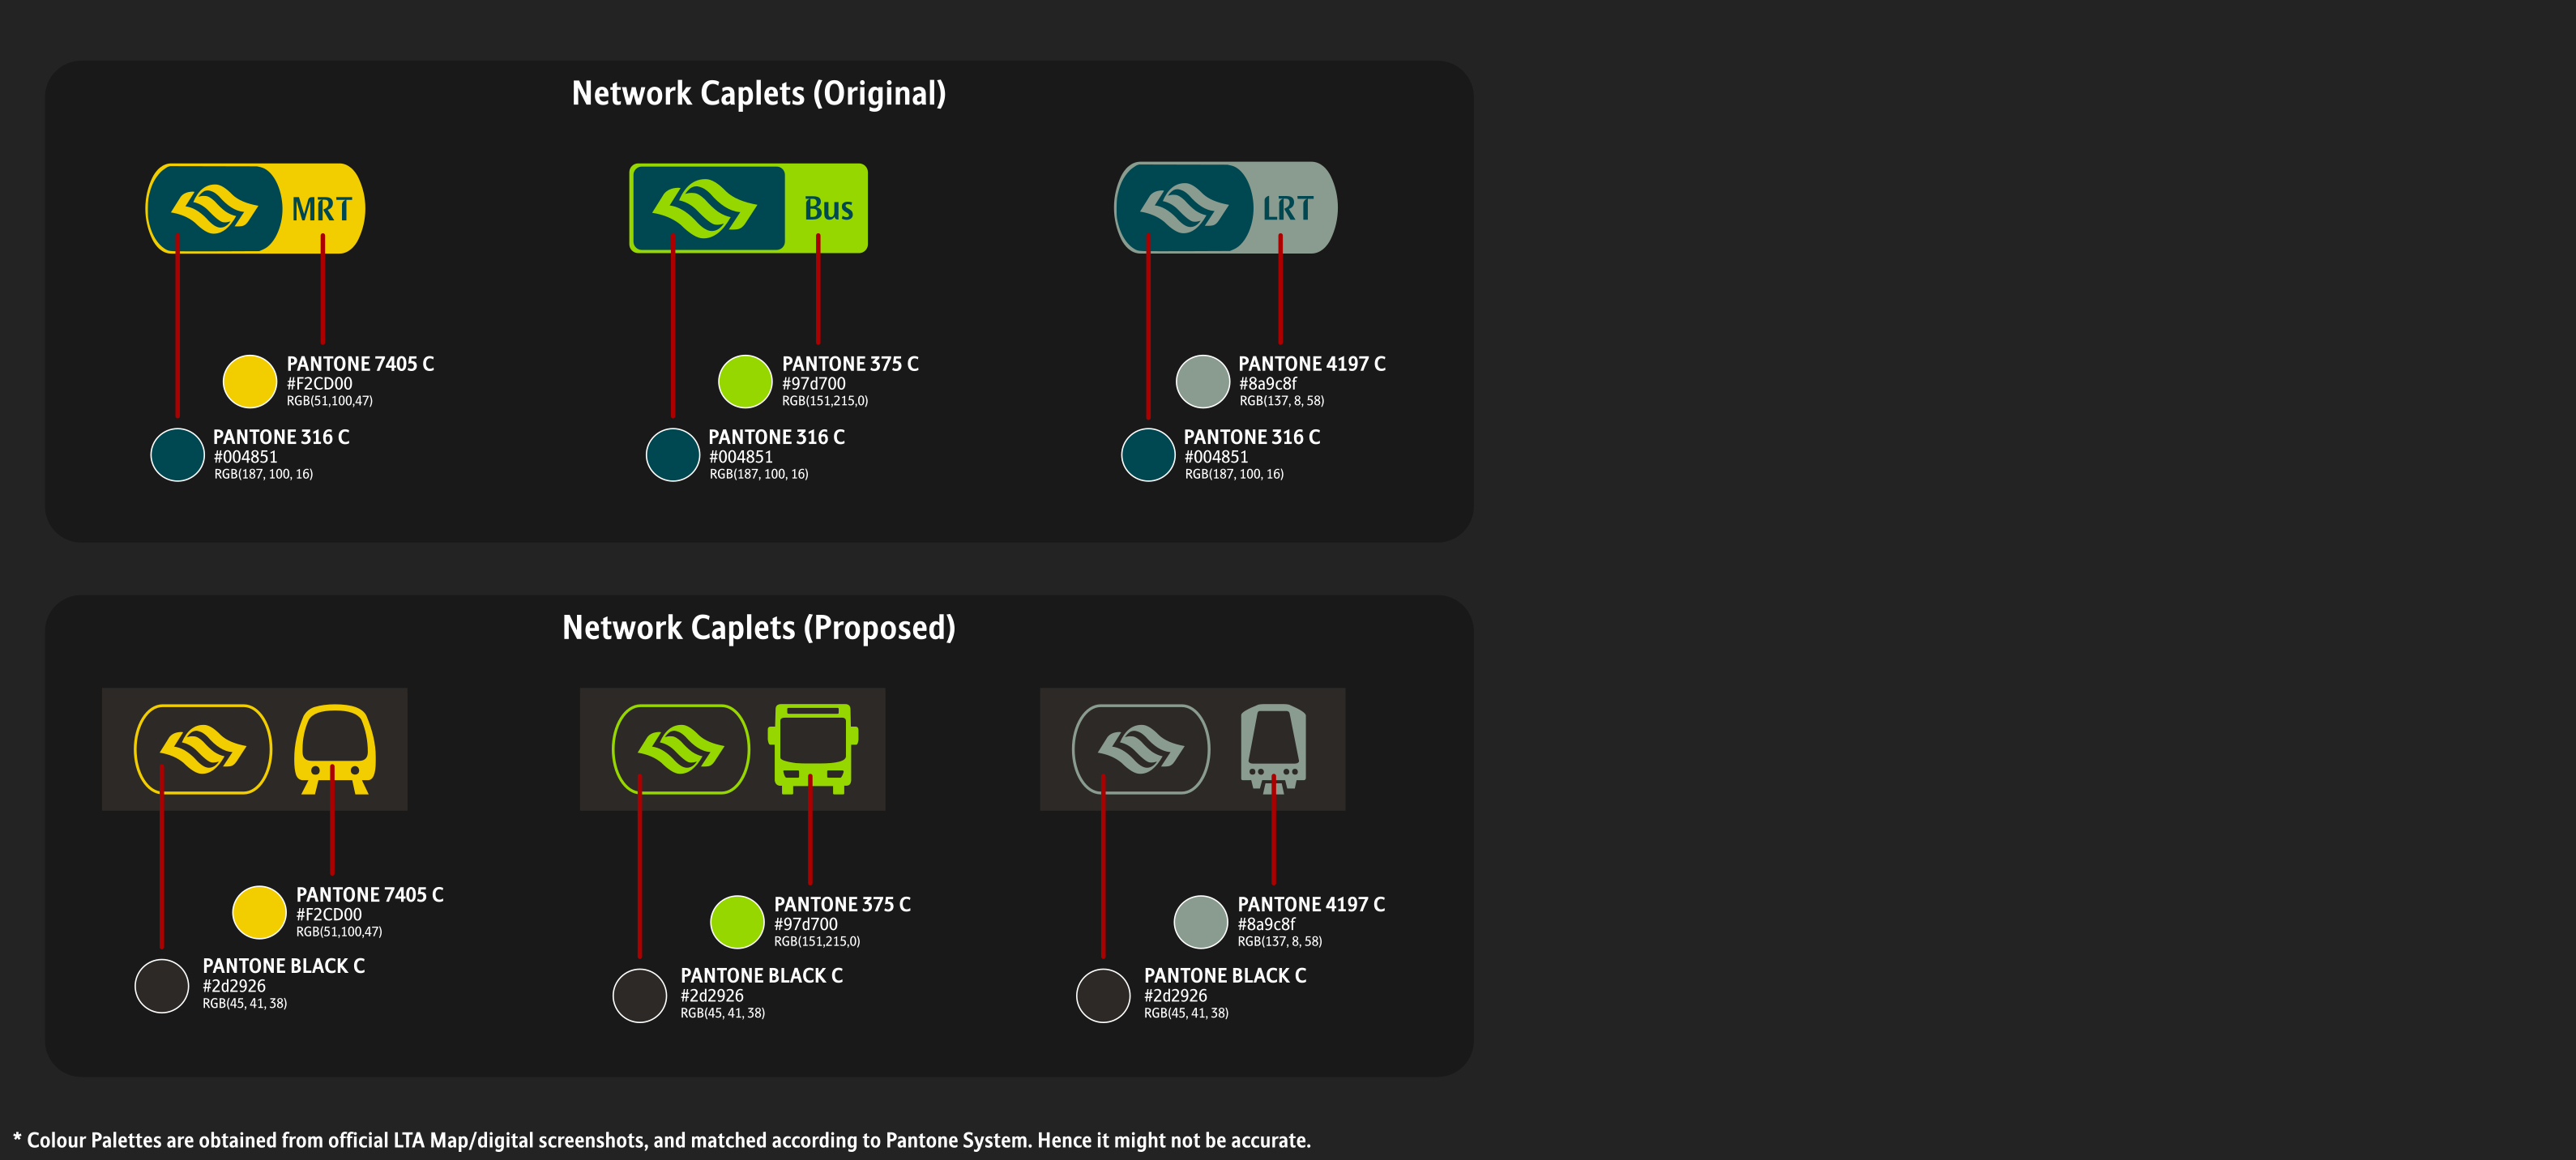 Network Caplets (Original)
MRT
Bus
LRT
PANTONE 7405 C
#F2CD00
RGB(51,100,47)
PANTONE 316 C
#004851
RGB(187, 100, 16)
PANTONE 375 C
#97d700
RGB(151,215,0)
PANTONE 316 C
#004851
RGB(187, 100, 16)
PANTONE 4197 C
#8a9c8f
RGB(137, 8, 58)
PANTONE 316 C
#004851
RGB(187, 100, 16)
Network Caplets (Proposed)
PANTONE 7405 C
#F2CD00
RGB(51,100,47)
PANTONE BLACK C
#2d2926
RGB(45, 41, 38)
PANTONE 375 C
#97d700
RGB(151,215,0)
PANTONE BLACK C
#2d2926
RGB(45, 41, 38)
PANTONE 4197 C
#8a9c8f
RGB(137, 8, 58)
PANTONE BLACK C
#2d2926
RGB(45, 41, 38)
* Colour Palettes are obtained from official LTA Map/digital screenshots, and matched according to Pantone System. Hence it might not be accurate.